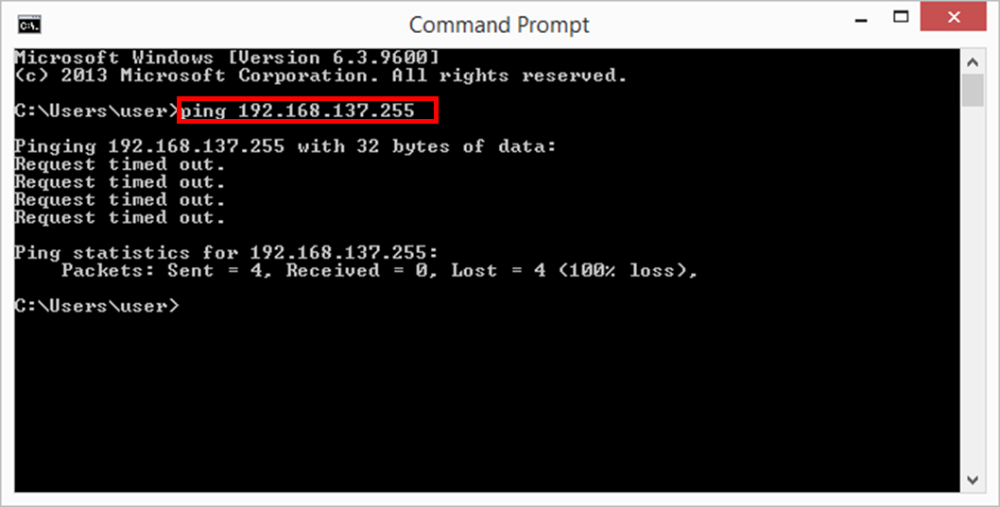 Command Prompt
Microsoft Windows [Version 6.3.9600]
(c) 2013 Microsoft Corporation. All rights reserved.
C:\Users\user>ping 192.168.137.255
Pinging 192.168.137.255 with 32 bytes of data:
Request timed out.
Request timed out.
Request timed out.
Request timed out.
Ping statistics for 192.168.137.255:
    Packets: Sent = 4, Received = 0, Lost = 4 (100% loss),
C:\Users\user>